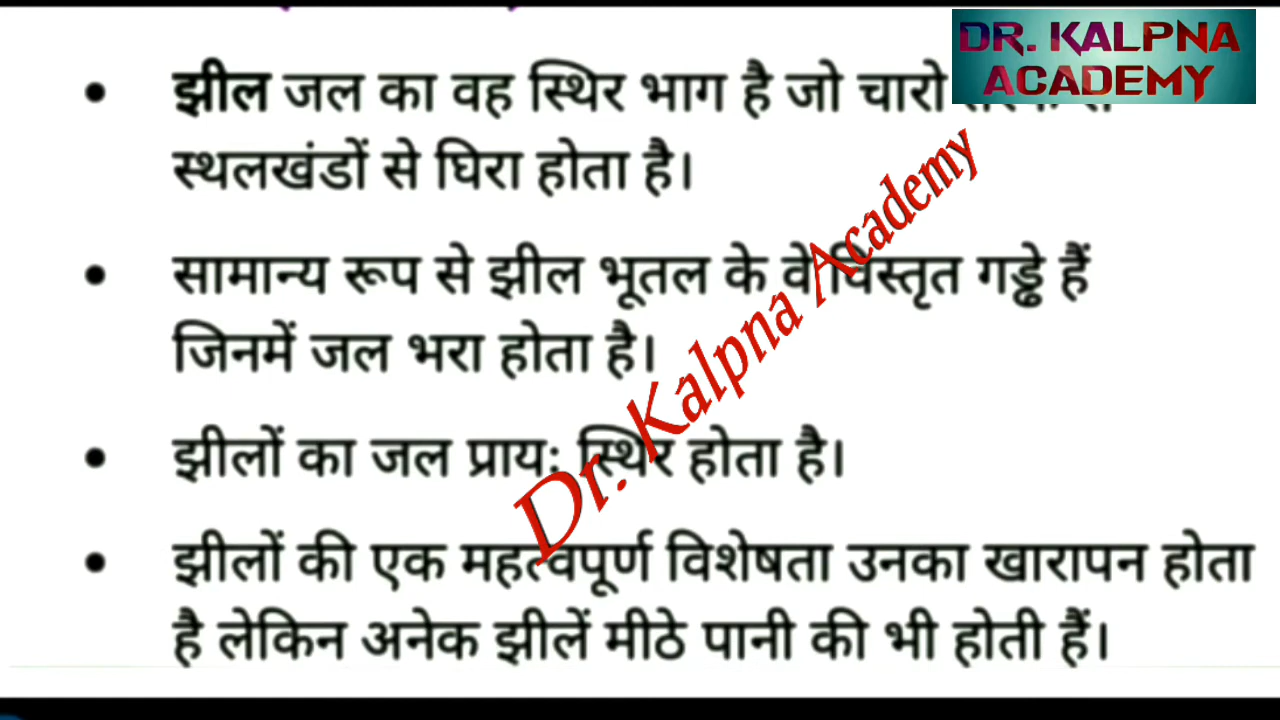 DR. KALPNA
ACADEMY
• झील जल का वह स्थिर भाग है जो चारो
स्थलखंडों से घिरा होता है।
• सामान्य रूप से झील भूतल के वे विस्तृत गड्ढे हैं
जिनमें जल भरा होता है।
• झीलों का जल प्रायः स्थिर होता है।
• झीलों की एक महत्वपूर्ण विशेषता उनका खारापन होता
है लेकिन अनेक झीलें मीठे पानी की भी होती हैं।
Dr. Kalpna Academy